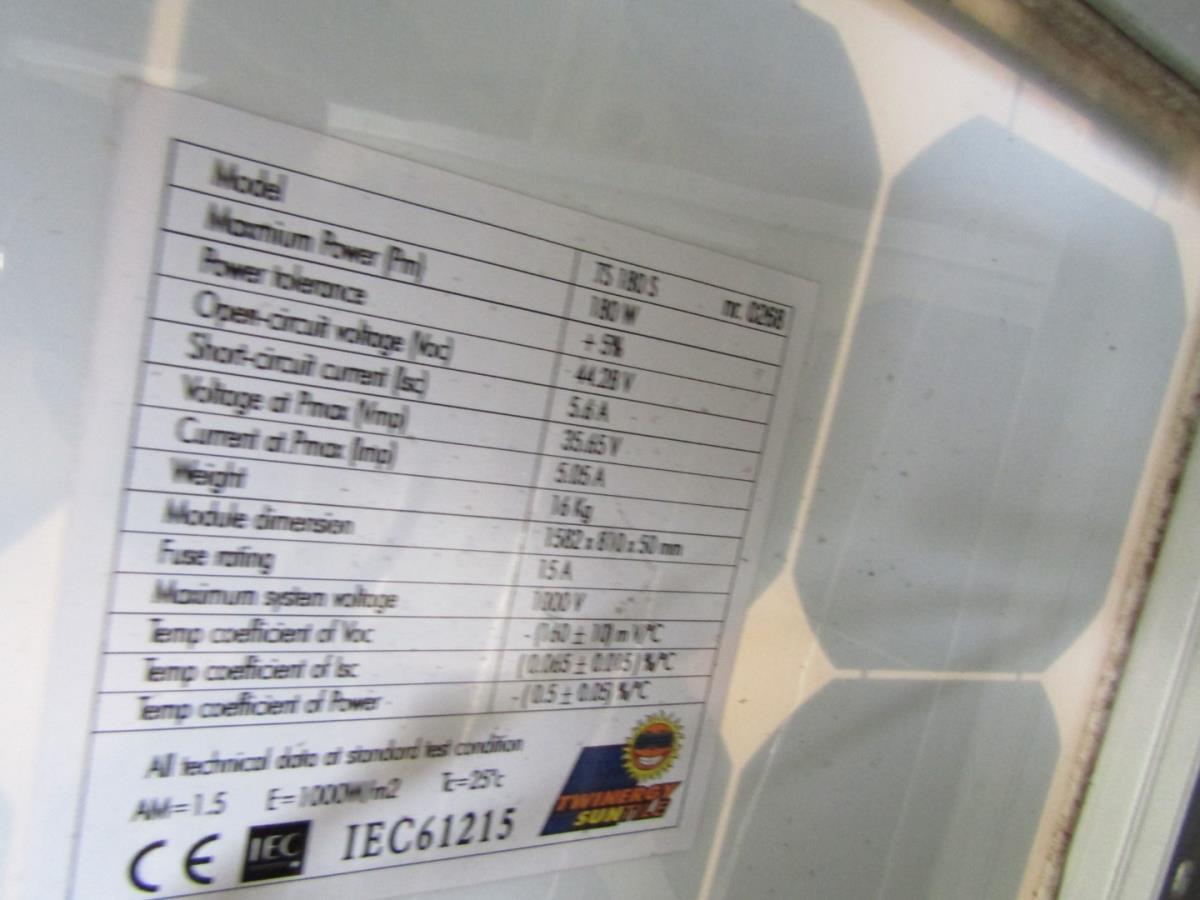 Model TS 180 S nr. 0268
Maxmium Power (Pm) 180 W
Power tolerance + 5%
Open-circuit voltage (Voc) 44.28 V
Short-circuit current (Isc) 5.6 A
Voltage at Pmax (Vmp) 35.65 V
Current at Pmax (Imp) 5.05 A
Weight 16 Kg
Module dimension 1582 x 810 x 50 mm
Fuse rating 15 A
Maximum system voltage 1000 V
Temp coefficient of Voc - (160 ± 10) m V/°C
Temp coefficient of Isc ( 0.065 ± 0.015 ) %/°C
Temp coefficient of Power - ( 0.5 ± 0.05) %/°C
All technical data at standard test condition
AM=1.5 E=1000W/m2 Tc=25°c
CE IEC IEC61215
TWINERGY
SUNTILE